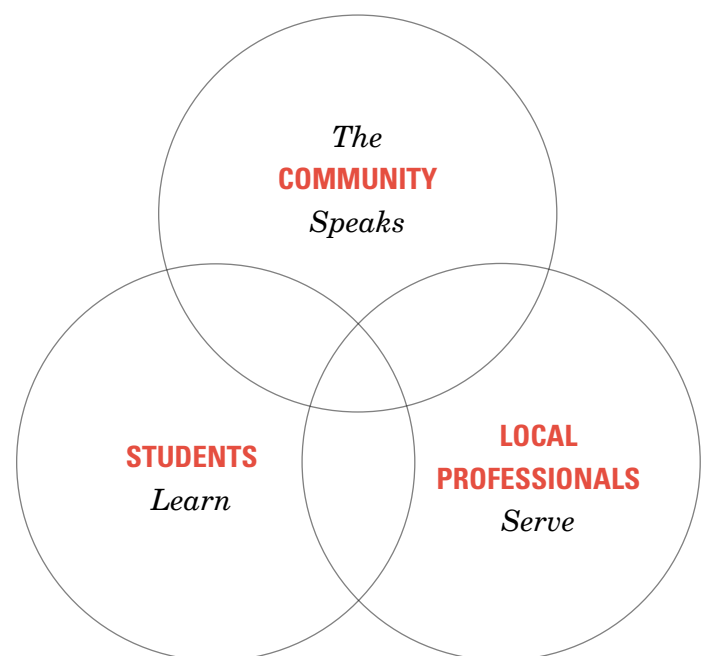 The
COMMUNITY
Speaks
STUDENTS
Learn
LOCAL
PROFESSIONALS
Serve